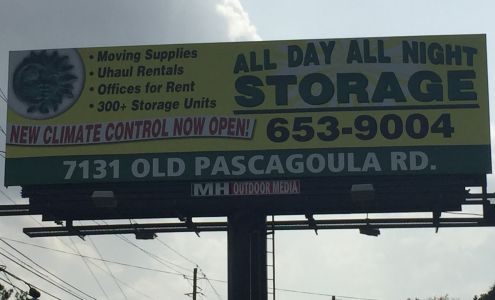 • Moving Supplies
• Uhaul Rentals
• Offices for Rent
• 300+ Storage Units
ALL DAY ALL NIGHT
STORAGE
NEW CLIMATE CONTROL NOW OPEN!
653-9004
7131 OLD PASCAGOULA RD.
MH OUTDOOR MEDIA